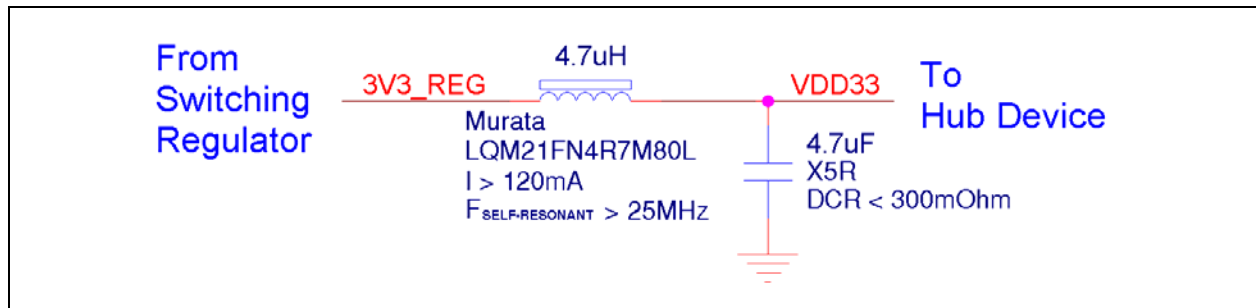 From
Switching
Regulator
3V3_REG
4.7uH
Murata
LQM21FN4R7M80L
I > 120mA
FSELF-RESONANT > 25MHz
VDD33
4.7uF
X5R
DCR < 300mOhm
To
Hub Device